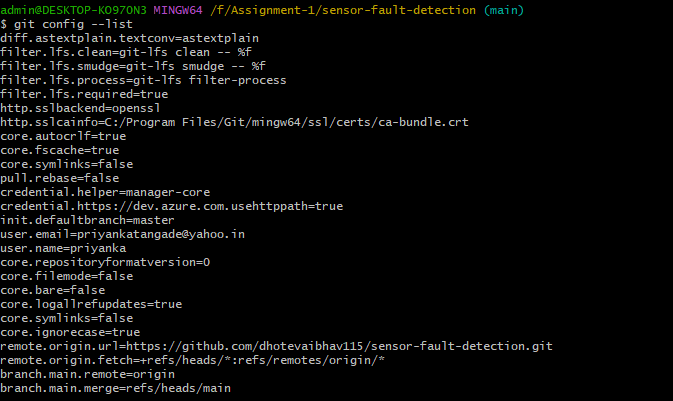 admin@DESKTOP-KO97ON3 MINGW64 /f/Assignment-1/sensor-fault-detection (main)
$ git config --list
diff.astextplain.textconv=astextplain
filter.lfs.clean=git-lfs clean -- %f
filter.lfs.smudge=git-lfs smudge -- %f
filter.lfs.process=git-lfs filter-process
filter.lfs.required=true
http.sslbackend=openssl
http.sslcainfo=C:/Program Files/Git/mingw64/ssl/certs/ca-bundle.crt
core.autocrlf=true
core.fscache=true
core.symlinks=false
pull.rebase=false
credential.helper=manager-core
credential.https://dev.azure.com.usehttppath=true
init.defaultbranch=master
user.email=priyankatangade@yahoo.in
user.name=priyanka
core.repositoryformatversion=0
core.filemode=false
core.bare=false
core.logallrefupdates=true
core.symlinks=false
core.ignorecase=true
remote.origin.url=https://github.com/dhotevaibhav115/sensor-fault-detection.git
remote.origin.fetch=+refs/heads/*:refs/remotes/origin/*
branch.main.remote=origin
branch.main.merge=refs/heads/main